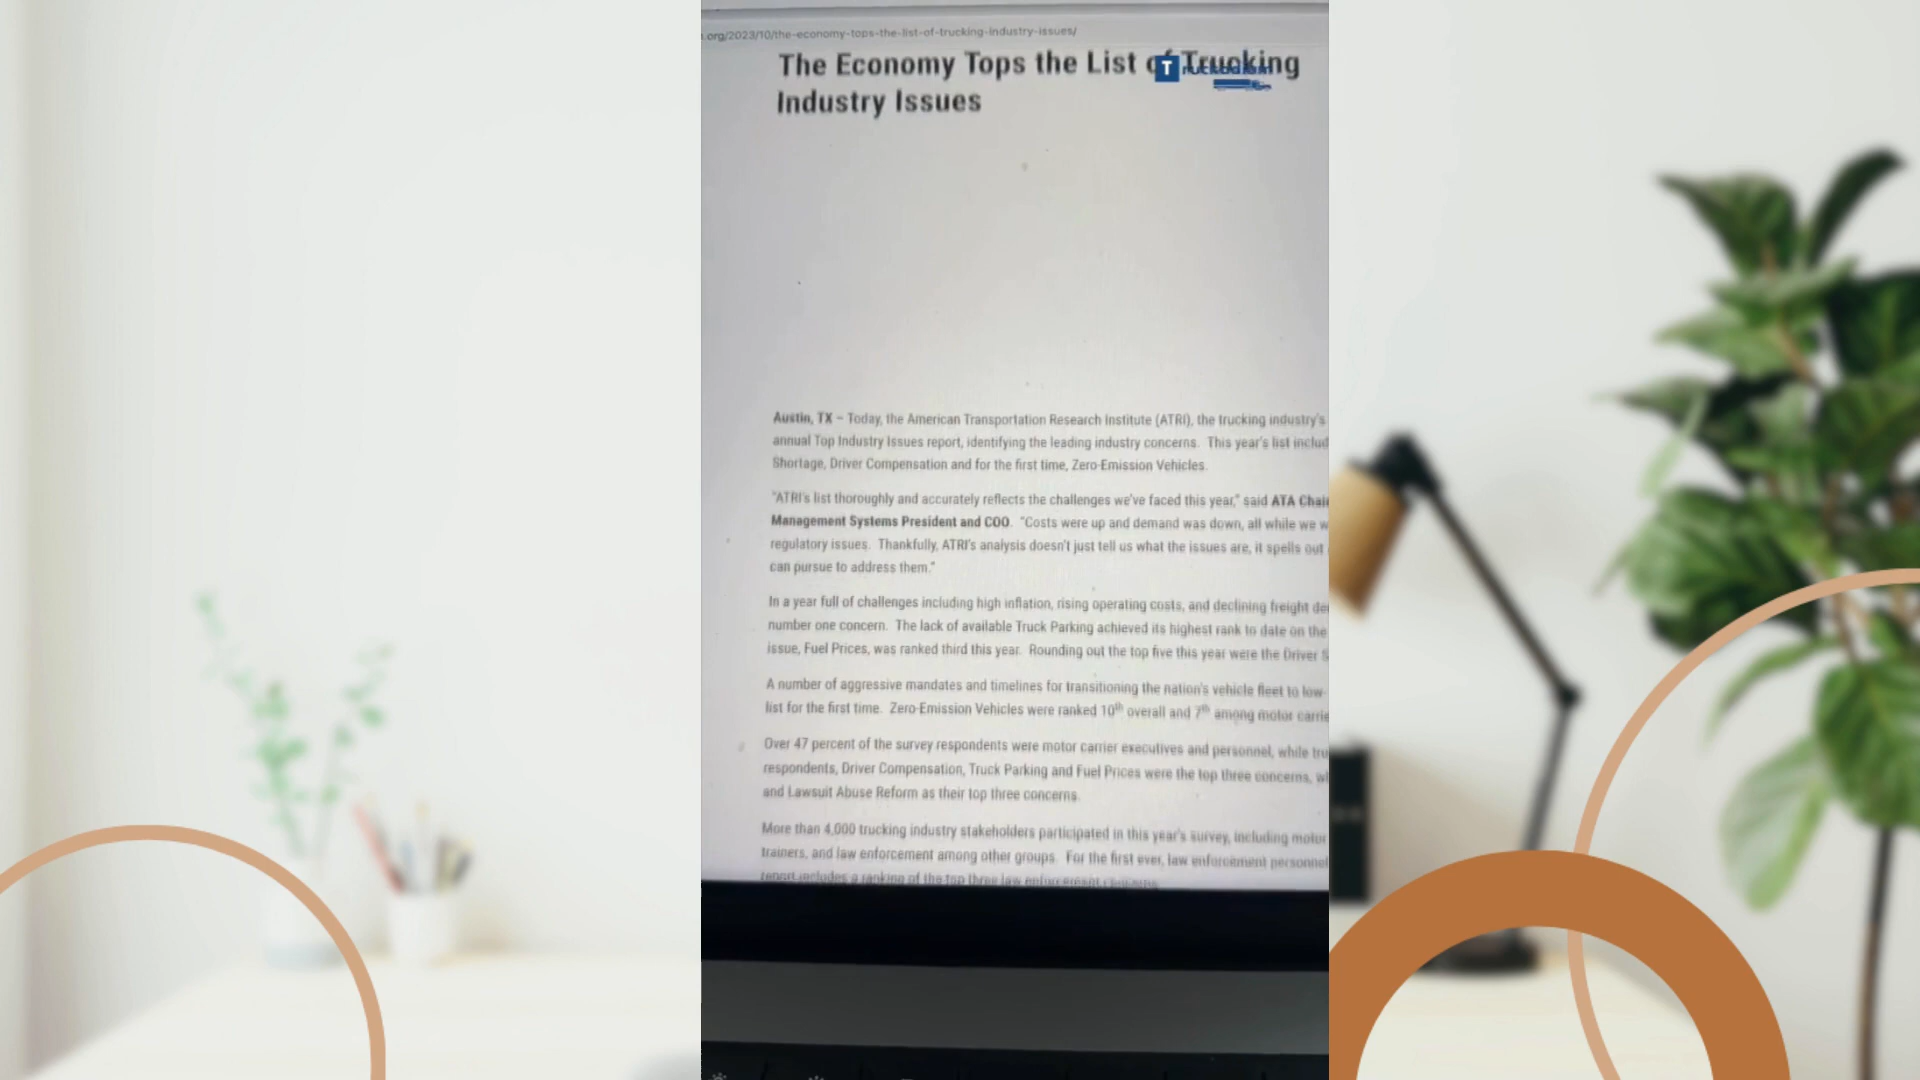 .org/2023/10/the-economy-tops-the-list-of-trucking-industry-issues/
The Economy Tops the List of Trucking
Industry Issues
T
Austin, TX – Today, the American Transportation Research Institute (ATRI), the trucking industry's
annual Top Industry Issues report, identifying the leading industry concerns. This year's list includ
Shortage, Driver Compensation and for the first time, Zero-Emission Vehicles.
"ATRI's list thoroughly and accurately reflects the challenges we've faced this year," said ATA Chair
Management Systems President and COO. "Costs were up and demand was down, all while we w
regulatory issues. Thankfully, ATRI's analysis doesn't just tell us what the issues are, it spells out
can pursue to address them."
In a year full of challenges including high inflation, rising operating costs, and declining freight de
number one concern. The lack of available Truck Parking achieved its highest rank to date on the
issue, Fuel Prices, was ranked third this year. Rounding out the top five this year were the Driver S
A number of aggressive mandates and timelines for transitioning the nation's vehicle fleet to low-
list for the first time. Zero-Emission Vehicles were ranked 10th overall and 7th among motor carrie
Over 47 percent of the survey respondents were motor carrier executives and personnel, while tru
respondents, Driver Compensation, Truck Parking and Fuel Prices were the top three concerns, wh
and Lawsuit Abuse Reform as their top three concerns.
More than 4,000 trucking industry stakeholders participated in this year's survey, including motor
trainers, and law enforcement among other groups. For the first ever, law enforcement personnel
report includes a ranking of the top three law enforcement